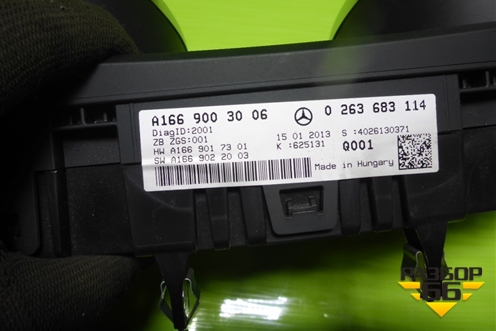 A166 900 30 06 0 263 683 114
DiagID:2001 15 01 2013 S :4026130371
ZB ZGS:001 K :625131 Q001
HW A166 901 73 01
SW A166 902 20 03 Made in Hungary
РАЗБОР
66